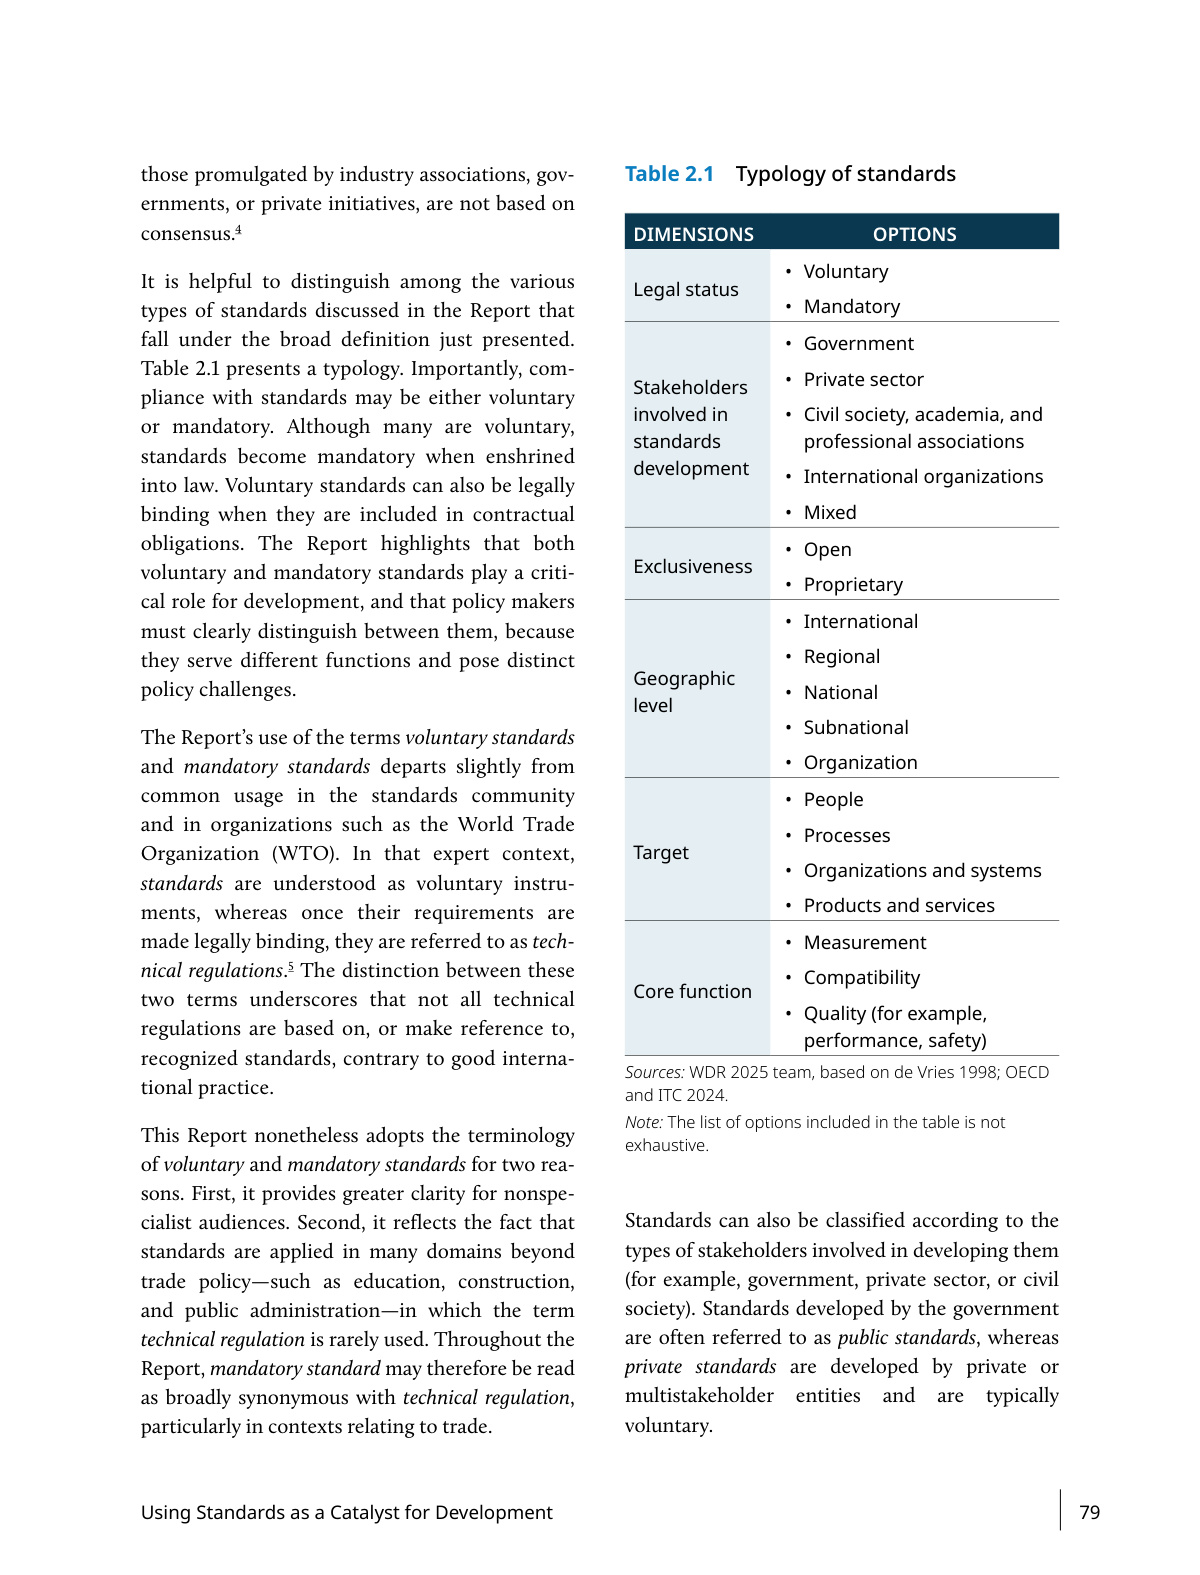 those promulgated by industry associations, gov-
ernments, or private initiatives, are not based on
consensus.4
It is helpful to distinguish among the various
types of standards discussed in the Report that
fall under the broad definition just presented.
Table 2.1 presents a typology. Importantly, com-
pliance with standards may be either voluntary
or mandatory. Although many are voluntary,
standards become mandatory when enshrined
into law. Voluntary standards can also be legally
binding when they are included in contractual
obligations. The Report highlights that both
voluntary and mandatory standards play a criti-
cal role for development, and that policy makers
must clearly distinguish between them, because
they serve different functions and pose distinct
policy challenges.
The Report’s use of the terms voluntary standards
and mandatory standards departs slightly from
common usage in the standards community
and in organizations such as the World Trade
Organization (WTO). In that expert context,
standards are understood as voluntary instru-
ments, whereas once their requirements are
made legally binding, they are referred to as tech-
nical regulations.5 The distinction between these
two terms underscores that not all technical
regulations are based on, or make reference to,
recognized standards, contrary to good interna-
tional practice.
This Report nonetheless adopts the terminology
of voluntary and mandatory standards for two rea-
sons. First, it provides greater clarity for nonspe-
cialist audiences. Second, it reflects the fact that
standards are applied in many domains beyond
trade policy—such as education, construction,
and public administration—in which the term
technical regulation is rarely used. Throughout the
Report, mandatory standard may therefore be read
as broadly synonymous with technical regulation,
particularly in contexts relating to trade.
Table 2.1 Typology of standards
DIMENSIONS OPTIONS
Legal status
• Voluntary
• Mandatory
Stakeholders
involved in
standards
development
• Government
• Private sector
• Civil society, academia, and
professional associations
• International organizations
• Mixed
Exclusiveness
• Open
• Proprietary
Geographic
level
• International
• Regional
• National
• Subnational
• Organization
Target
• People
• Processes
• Organizations and systems
• Products and services
Core function
• Measurement
• Compatibility
• Quality (for example,
performance, safety)
Sources: WDR 2025 team, based on de Vries 1998; OECD
and ITC 2024.
Note: The list of options included in the table is not
exhaustive.
Standards can also be classified according to the
types of stakeholders involved in developing them
(for example, government, private sector, or civil
society). Standards developed by the government
are often referred to as public standards, whereas
private standards are developed by private or
multistakeholder entities and are typically
voluntary.
Using Standards as a Catalyst for Development
79